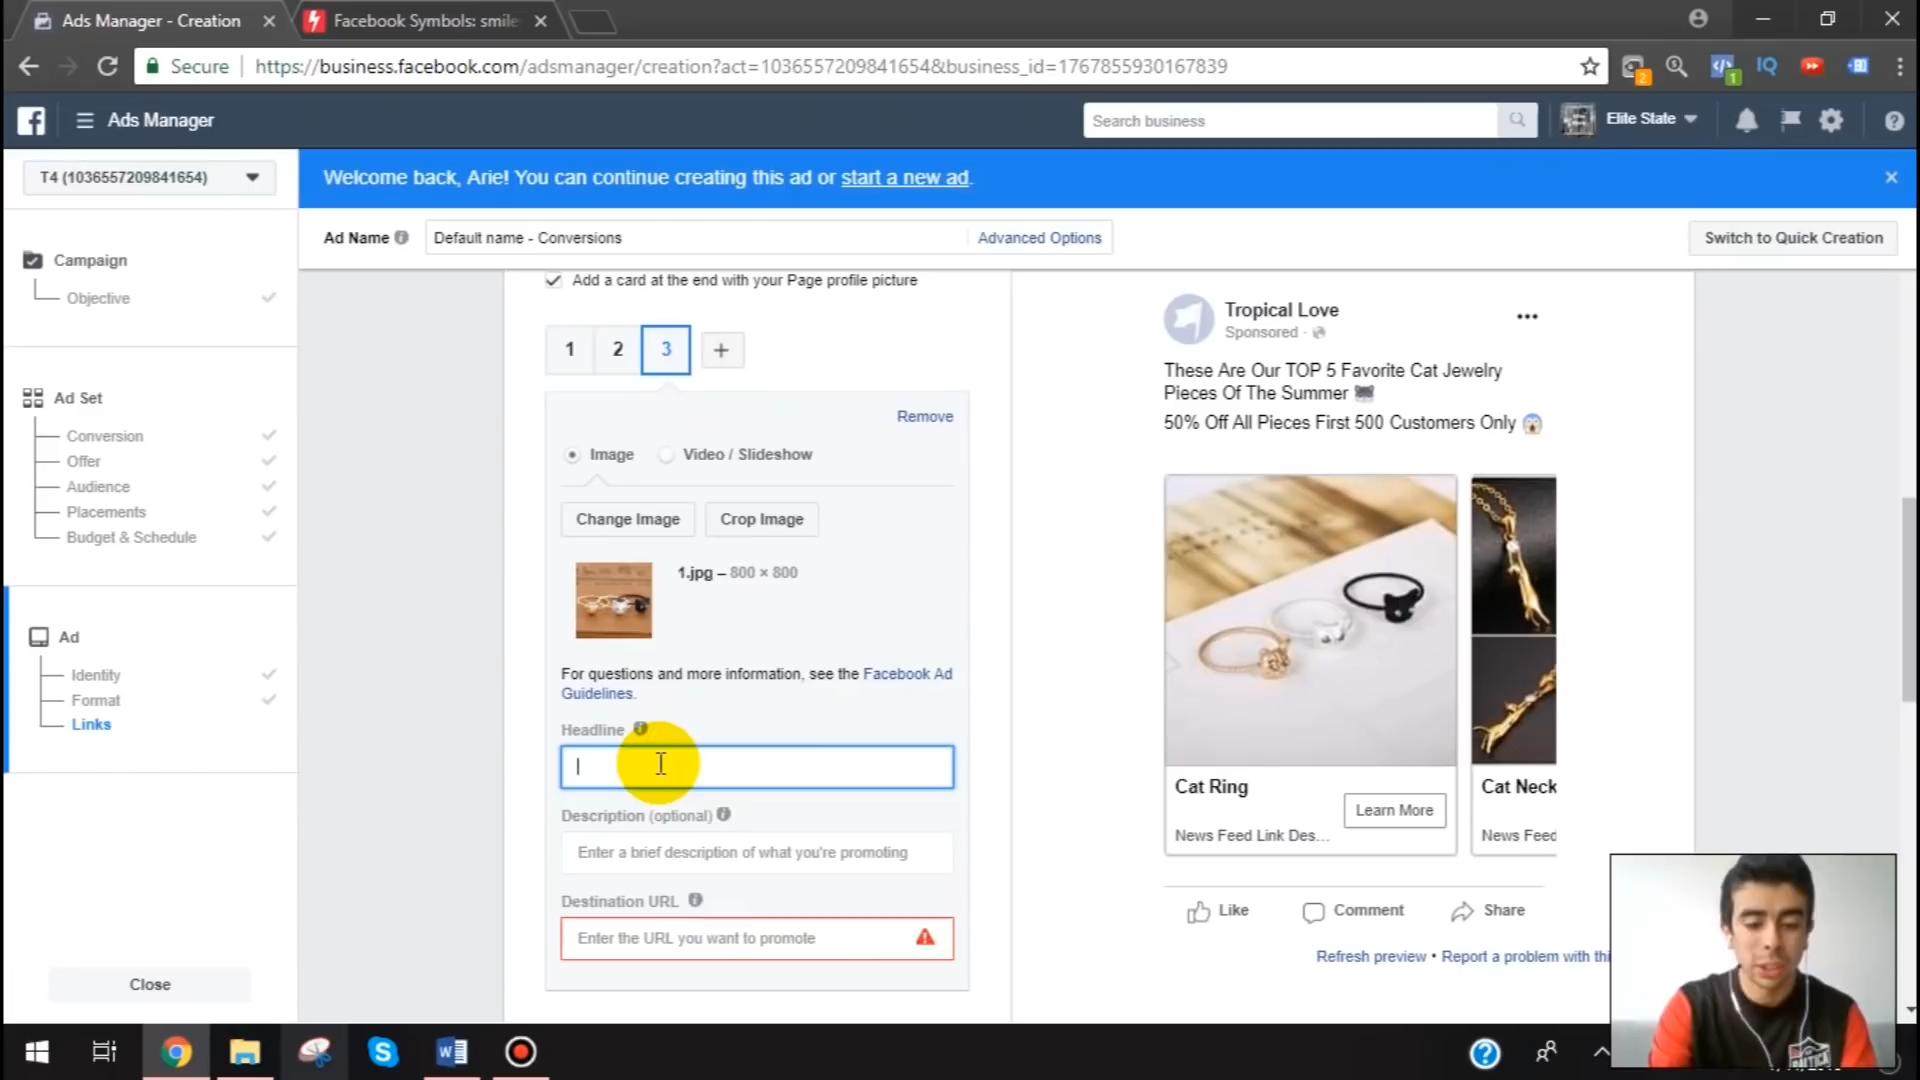 Ads Manager - Creation
Facebook Symbols: smile
Secure
https://business.facebook.com/adsmanager/creation?act=1036557209841654&business_id=1767855930167839
2
1
IQ
Ads Manager
Search business
Elite State
T4 (1036557209841654)
Welcome back, Arie! You can continue creating this ad or start a new ad.
Ad Name
Default name - Conversions
Advanced Options
Switch to Quick Creation
Campaign
Objective
Ad Set
Conversion
Offer
Audience
Placements
Budget & Schedule
Ad
Identity
Format
Links
Close
Add a card at the end with your Page profile picture
1 2 3 +
Remove
Image
Video / Slideshow
Change Image
Crop Image
1.jpg – 800 × 800
For questions and more information, see the Facebook Ad
Guidelines.
Headline
Description (optional)
Enter a brief description of what you're promoting
Destination URL
Enter the URL you want to promote
Tropical Love
Sponsored ·
These Are Our TOP 5 Favorite Cat Jewelry
Pieces Of The Summer
50% Off All Pieces First 500 Customers Only
Cat Ring
Learn More
News Feed Link Des...
Cat Neck
News Feed
Like
Comment
Share
Refresh preview • Report a problem with thi